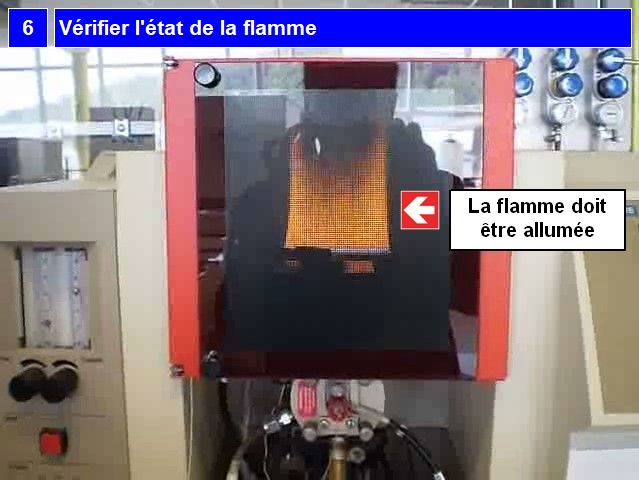 6 Vérifier l'état de la flamme
La flamme doit
être allumée